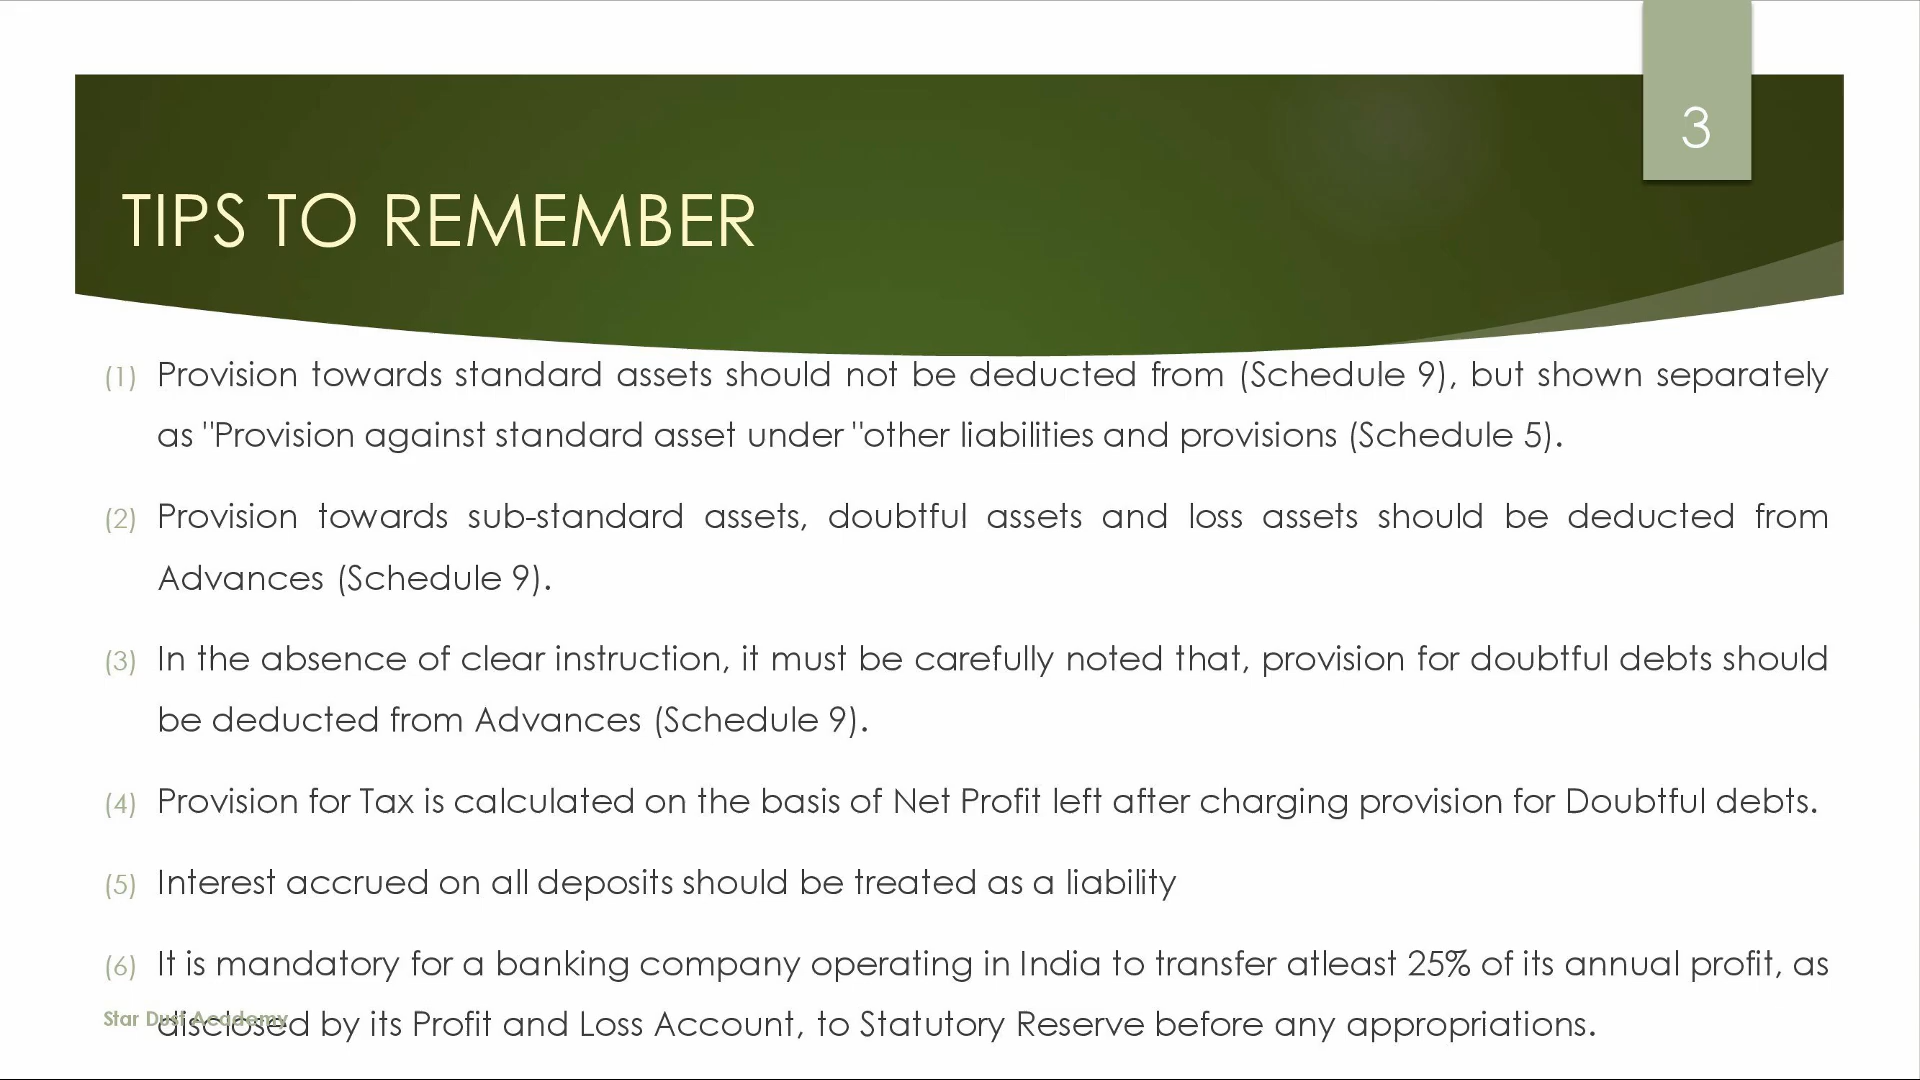 3
TIPS TO REMEMBER
(1) Provision towards standard assets should not be deducted from (Schedule 9), but shown separately
as "Provision against standard asset under "other liabilities and provisions (Schedule 5).
(2) Provision towards sub-standard assets, doubtful assets and loss assets should be deducted from
Advances (Schedule 9).
(3) In the absence of clear instruction, it must be carefully noted that, provision for doubtful debts should
be deducted from Advances (Schedule 9).
(4) Provision for Tax is calculated on the basis of Net Profit left after charging provision for Doubtful debts.
(5) Interest accrued on all deposits should be treated as a liability
(6) It is mandatory for a banking company operating in India to transfer atleast 25% of its annual profit, as
disclosed by its Profit and Loss Account, to Statutory Reserve before any appropriations.
Star Dust Academy